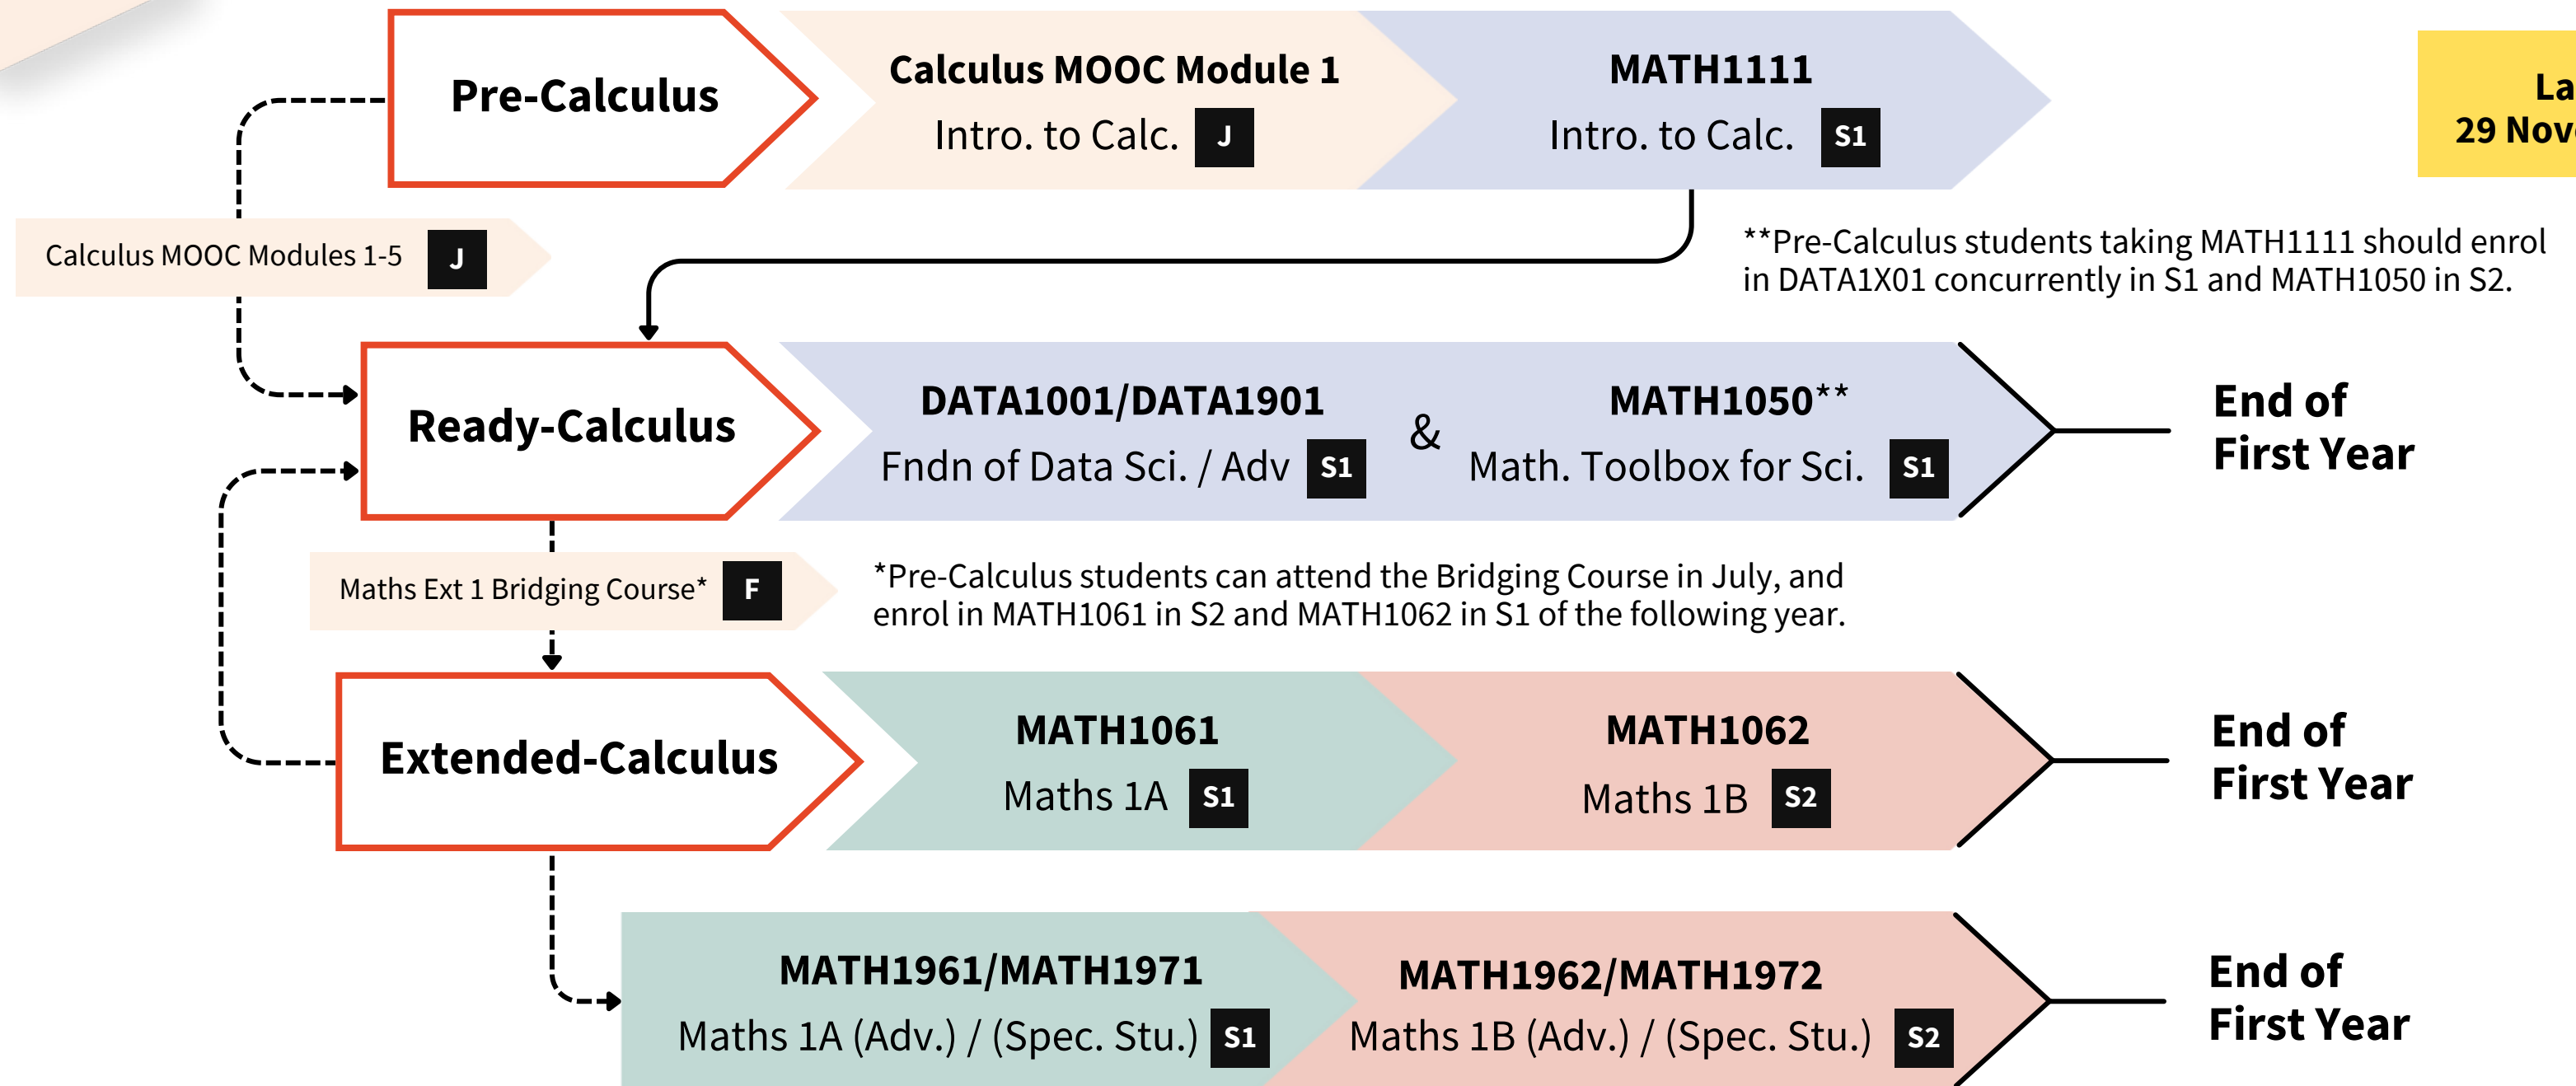 Pre-Calculus
Calculus MOOC Module 1
Intro. to Calc. J
MATH1111
Intro. to Calc. S1
La
29 Nov
Calculus MOOC Modules 1-5 J
**Pre-Calculus students taking MATH1111 should enrol
in DATA1X01 concurrently in S1 and MATH1050 in S2.
Ready-Calculus
DATA1001/DATA1901
Fndn of Data Sci. / Adv S1
&
MATH1050**
Math. Toolbox for Sci. S1
End of
First Year
Maths Ext 1 Bridging Course* F
*Pre-Calculus students can attend the Bridging Course in July, and
enrol in MATH1061 in S2 and MATH1062 in S1 of the following year.
Extended-Calculus
MATH1061
Maths 1A S1
MATH1062
Maths 1B S2
End of
First Year
MATH1961/MATH1971
Maths 1A (Adv.) / (Spec. Stu.) S1
MATH1962/MATH1972
Maths 1B (Adv.) / (Spec. Stu.) S2
End of
First Year